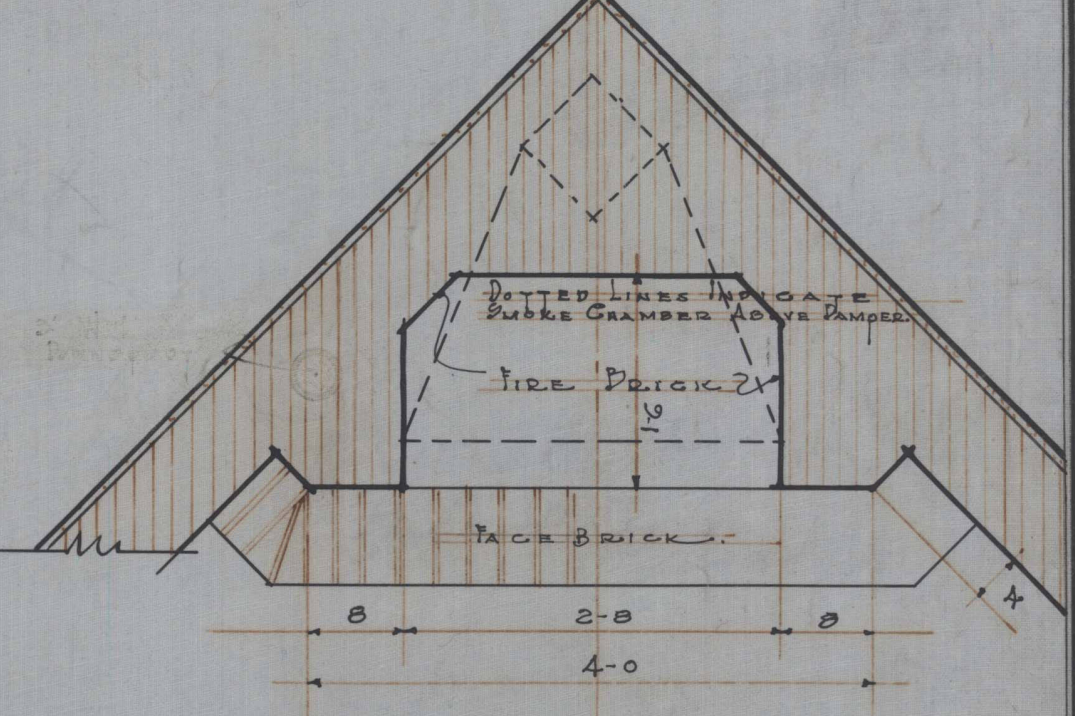 DOTTED LINES INDICATE
SMOKE CHAMBER ABOVE DAMPER.
FIRE BRICK
FACE BRICK.
4
8
2-8
8
4-0